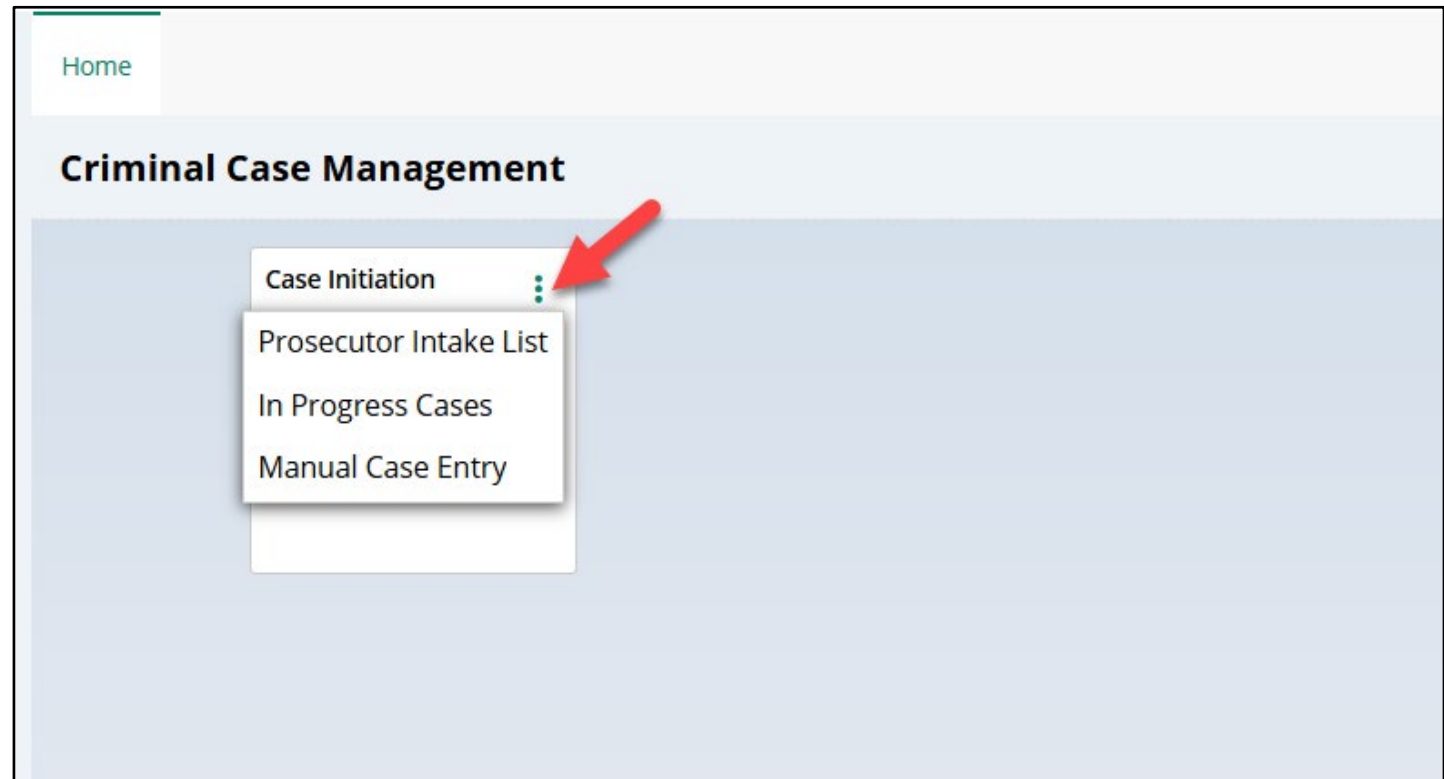 Home
Criminal Case Management
Case Initiation
Prosecutor Intake List
In Progress Cases
Manual Case Entry